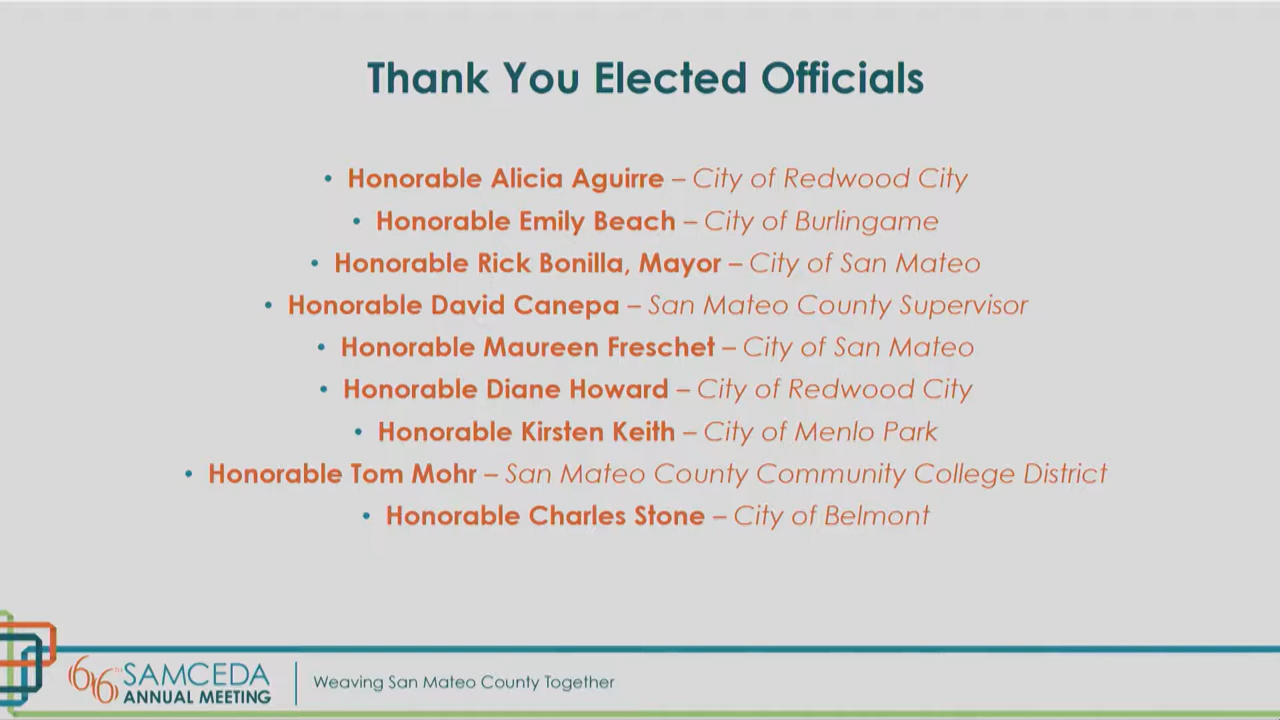 Thank You Elected Officials
• Honorable Alicia Aguirre – City of Redwood City
• Honorable Emily Beach – City of Burlingame
• Honorable Rick Bonilla, Mayor – City of San Mateo
• Honorable David Canepa – San Mateo County Supervisor
• Honorable Maureen Freschet – City of San Mateo
• Honorable Diane Howard – City of Redwood City
• Honorable Kirsten Keith – City of Menlo Park
• Honorable Tom Mohr – San Mateo County Community College District
• Honorable Charles Stone – City of Belmont
66th SAMCEDA
ANNUAL MEETING
Weaving San Mateo County Together